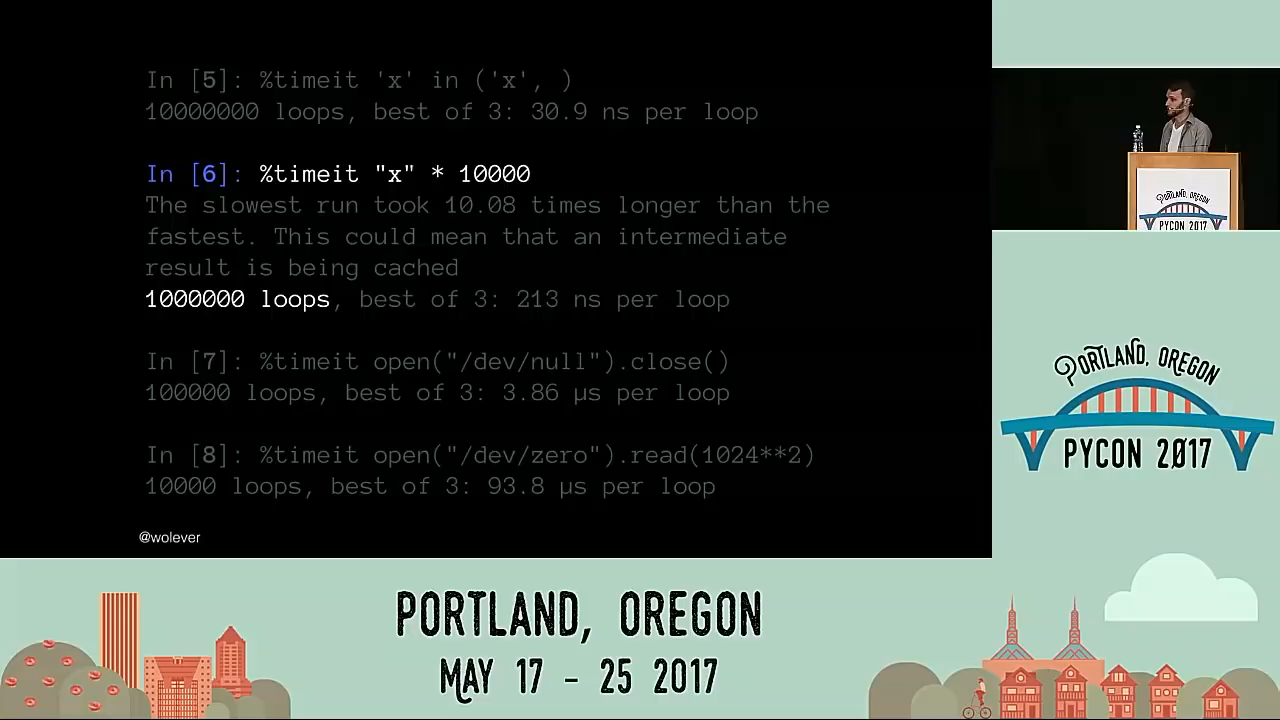 In [5]: %timeit 'x' in ('x', )
10000000 loops, best of 3: 30.9 ns per loop
In [6]: %timeit "x" * 10000
The slowest run took 10.08 times longer than the
fastest. This could mean that an intermediate
result is being cached
1000000 loops, best of 3: 213 ns per loop
In [7]: %timeit open("/dev/null").close()
100000 loops, best of 3: 3.86 µs per loop
In [8]: %timeit open("/dev/zero").read(1024**2)
10000 loops, best of 3: 93.8 µs per loop
@wolever
PORTLAND, OREGON
PYCON 2017
PORTLAND, OREGON
PYCON 2017
PORTLAND, OREGON
MAY 17 - 25 2017